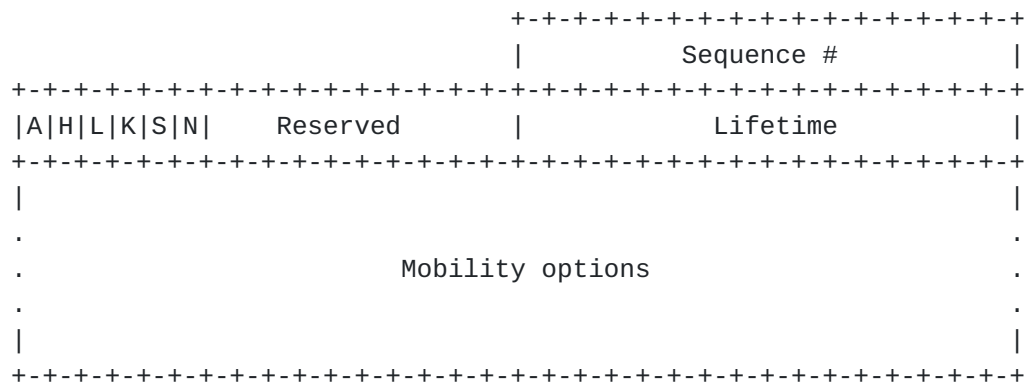 +-+-+-+-+-+-+-+-+-+-+-+-+-+-+-+-+
| Sequence # |
+-+-+-+-+-+-+-+-+-+-+-+-+-+-+-+-+-+-+-+-+-+-+-+-+-+-+-+-+-+-+-+-+
|A|H|L|K|S|N| Reserved | Lifetime |
+-+-+-+-+-+-+-+-+-+-+-+-+-+-+-+-+-+-+-+-+-+-+-+-+-+-+-+-+-+-+-+-+
| |
. .
. Mobility options .
. .
| |
+-+-+-+-+-+-+-+-+-+-+-+-+-+-+-+-+-+-+-+-+-+-+-+-+-+-+-+-+-+-+-+-+